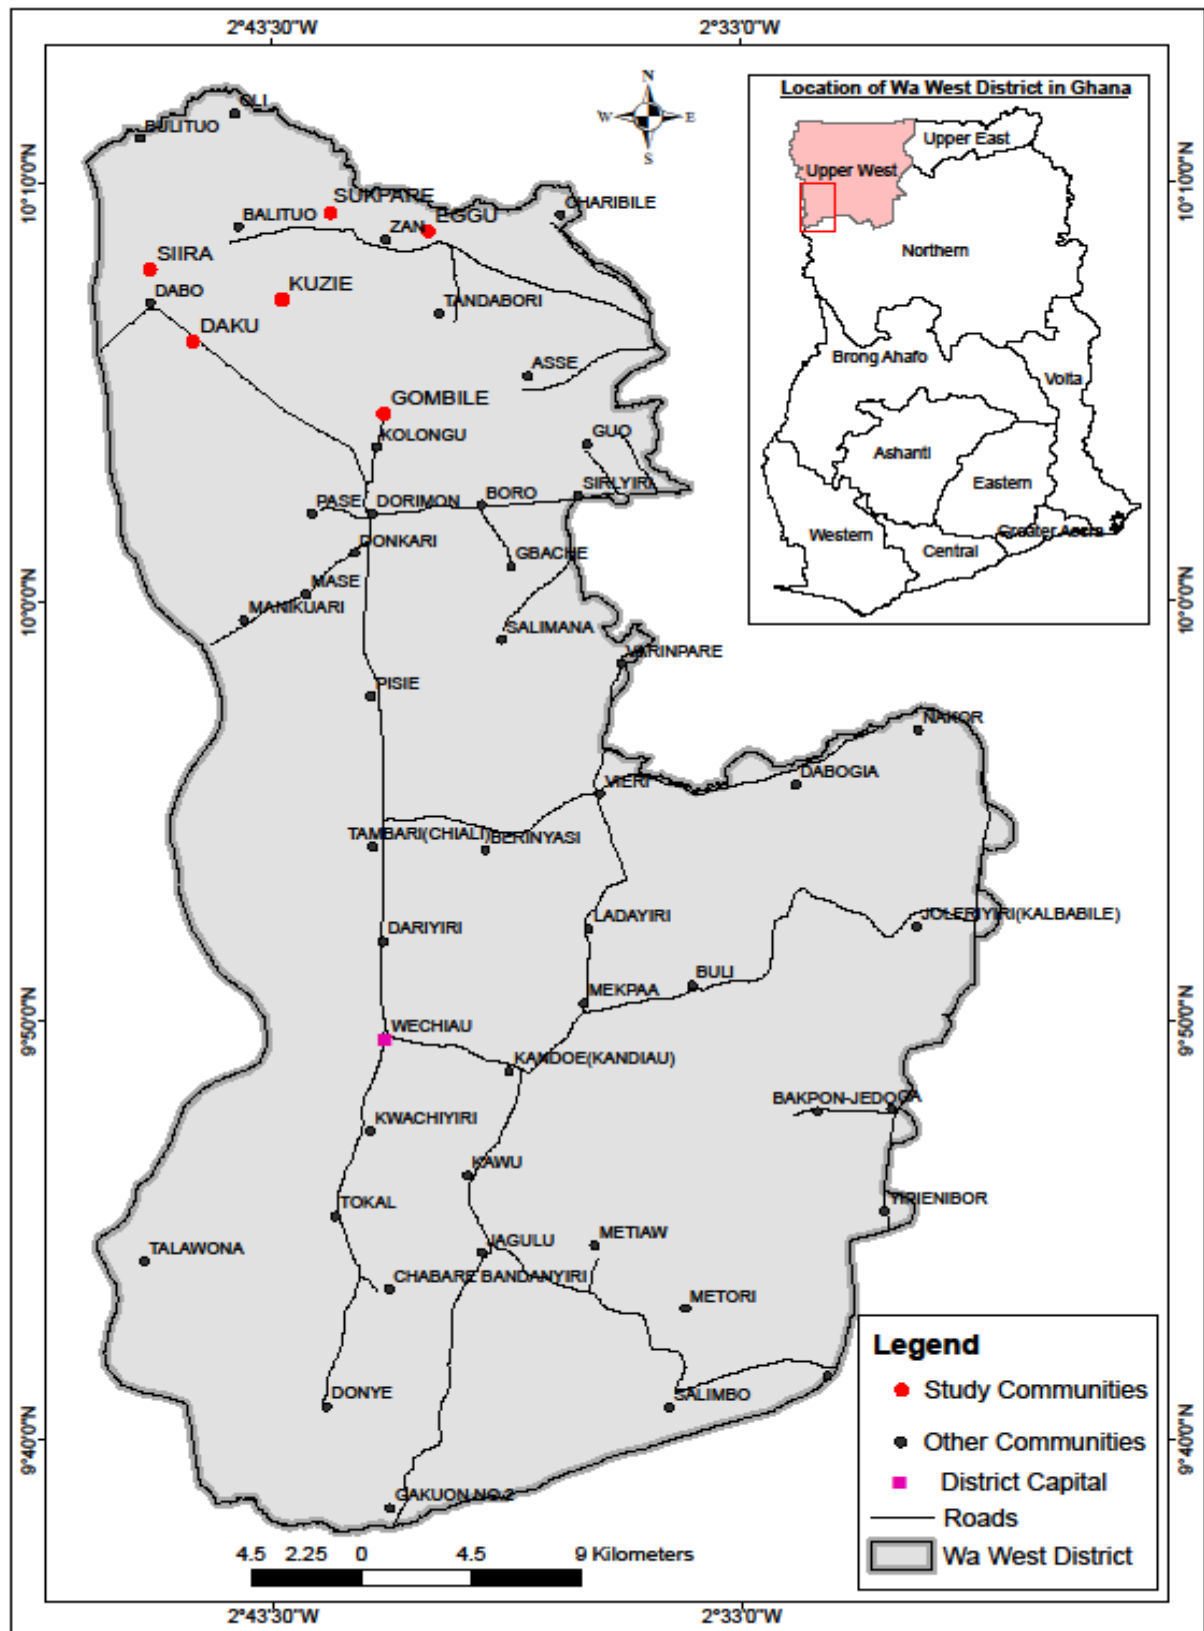 2°43'30"W
2°33'0"W
N
W
E
S
Location of Wa West District in Ghana
Upper East
Upper West
Northern
Brong Ahafo
Volta
Ashanti
Eastern
Western
Central
Greater Accra
10°10'0"N
10°10'0"N
OLI
BULITUO
SUKPARE
CHARIBILE
BALITUO
ZAN
EGGU
SIIRA
DABO
KUZIE
TANDABORI
DAKU
ASSE
GOMBILE
KOLONGU
GUO
SIRLYIRI
PASE
DORIMON
BORO
DONKARI
GBACHE
MASE
10°0'0"N
10°0'0"N
MANIKUARI
SALIMANA
VARINPARE
PISIE
NAKOR
DABOGIA
VIERI
TAMBARI(CHIALI)
BERINYASI
LADAYIRI
JOLERIYIRI(KALBABILE)
DARIYIRI
BULI
MEKPAA
WECHIAU
9°50'0"N
9°50'0"N
KANDOE(KANDIAU)
BAKPON-JEDOGA
KWACHIYIRI
KAWU
TOKAL
YIRIENIBOR
TALAWONA
JAGULU
METIAW
CHABARE BANDANYIRI
METORI
DONYE
SALIMBO
9°40'0"N
9°40'0"N
GAKUON NO.2
Legend
Study Communities
Other Communities
District Capital
Roads
Wa West District
4.5 2.25 0 4.5 9 Kilometers
2°43'30"W
2°33'0"W